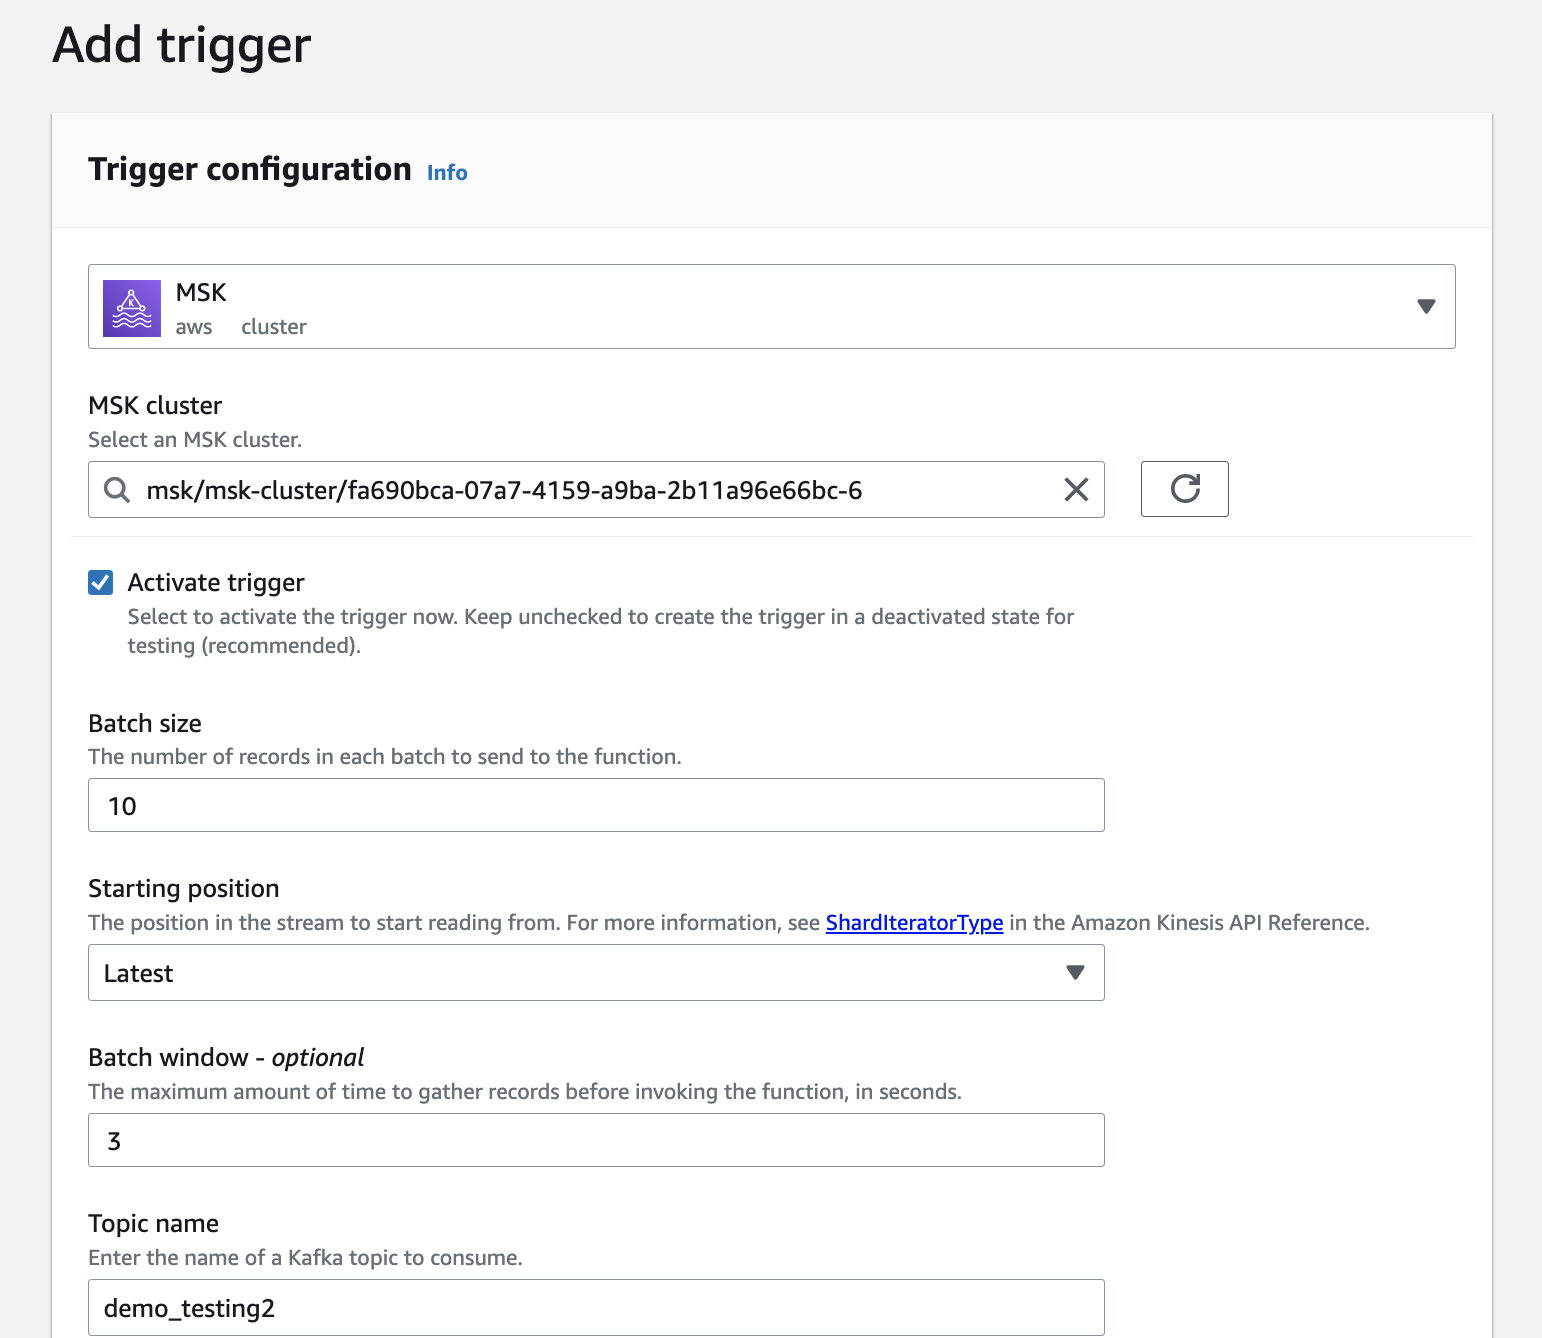 Add trigger
Trigger configuration Info
K
MSK
aws cluster
MSK cluster
Select an MSK cluster.
msk/msk-cluster/fa690bca-07a7-4159-a9ba-2b11a96e66bc-6
Activate trigger
Select to activate the trigger now. Keep unchecked to create the trigger in a deactivated state for
testing (recommended).
Batch size
The number of records in each batch to send to the function.
10
Starting position
The position in the stream to start reading from. For more information, see ShardIteratorType in the Amazon Kinesis API Reference.
Latest
Batch window - optional
The maximum amount of time to gather records before invoking the function, in seconds.
3
Topic name
Enter the name of a Kafka topic to consume.
demo_testing2